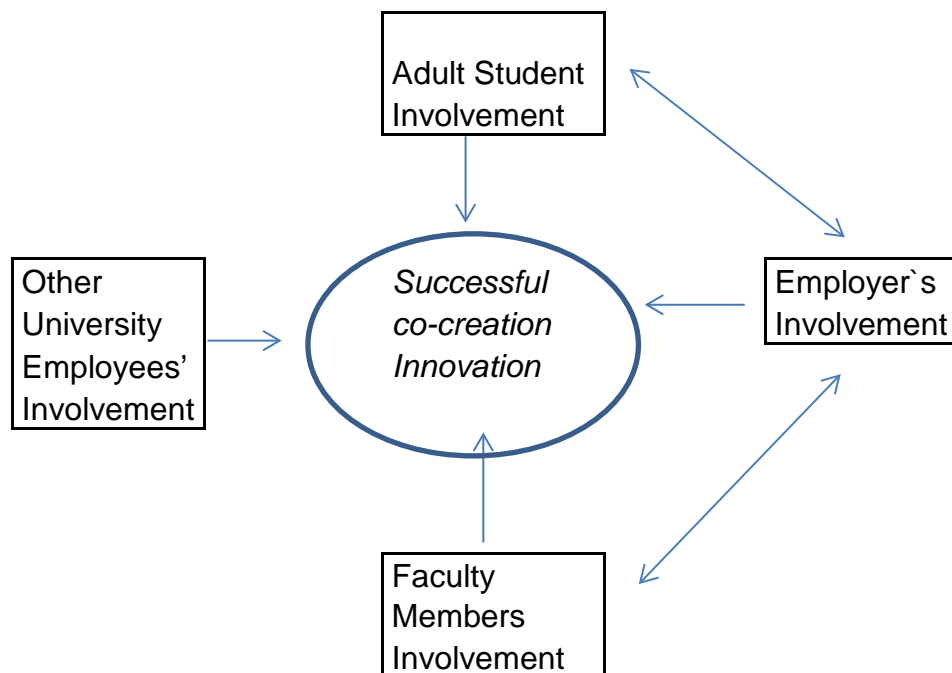 Adult Student
Involvement
Other
University
Employees’
Involvement
Successful
co-creation
Innovation
Employer`s
Involvement
Faculty
Members
Involvement